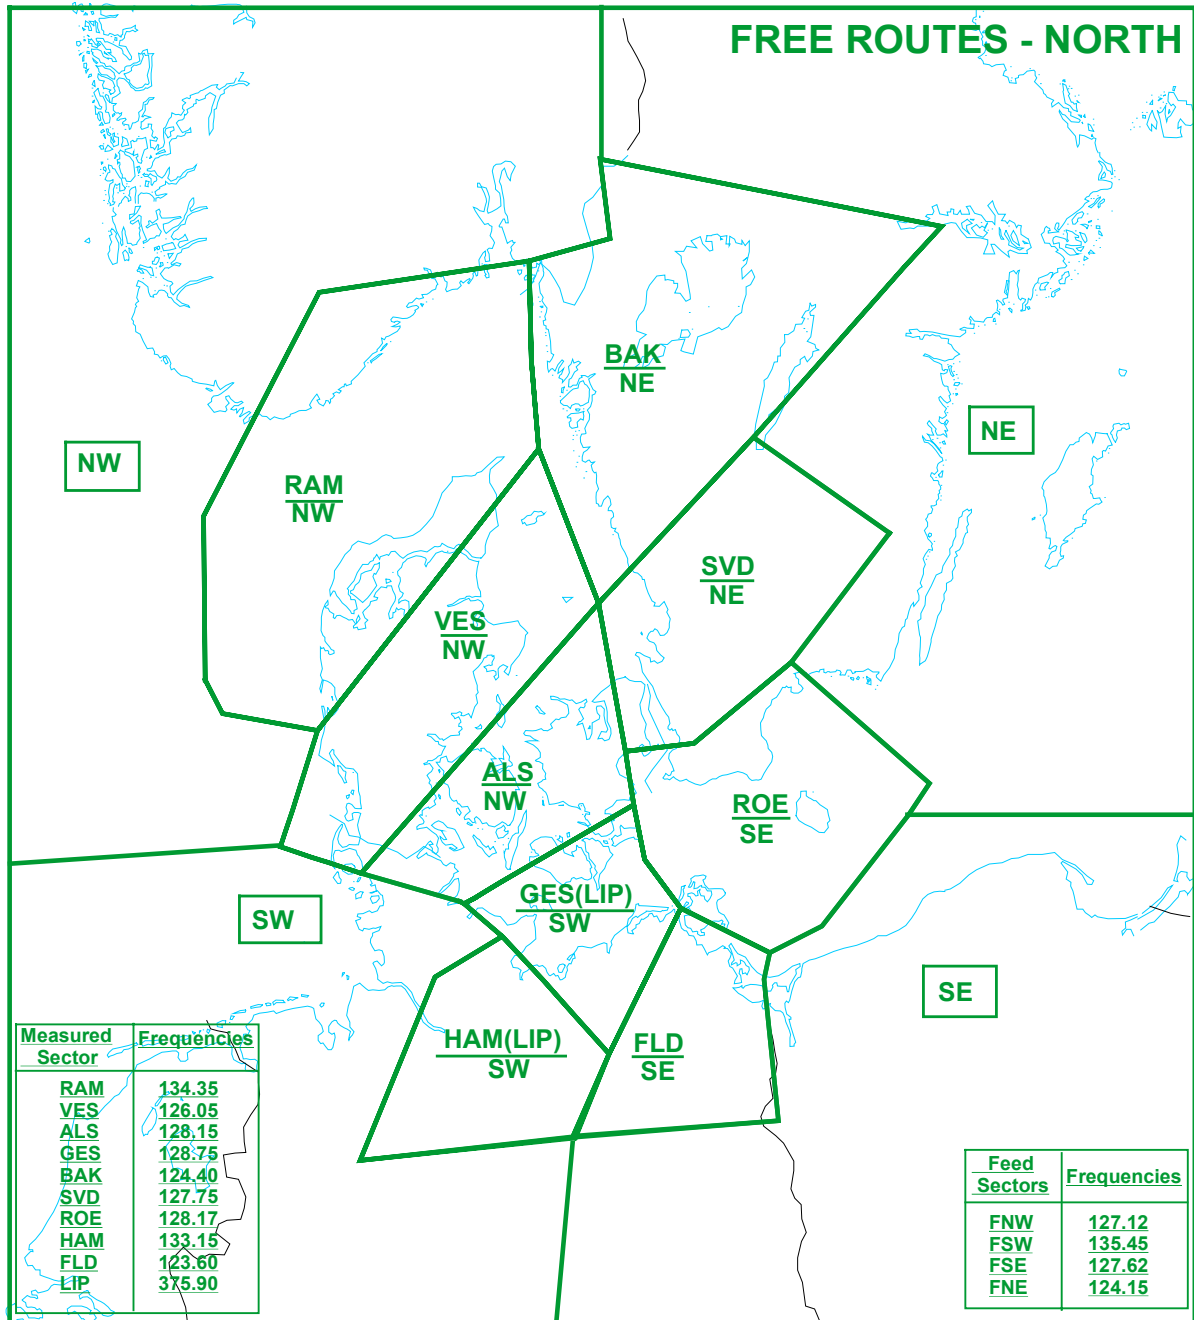 FREE ROUTES - NORTH
BAK
NE
NW
NE
RAM
NW
SVD
NE
VES
NW
ALS
NW
ROE
SE
GES(LIP)
SW
SW
SE
HAM(LIP)
SW
FLD
SE
Measured Sector Frequencies
RAM 134.35
VES 126.05
ALS 128.15
GES 128.75
BAK 124.40
SVD 127.75
ROE 128.17
HAM 133.15
FLD 123.60
LIP 375.90
Feed Sectors Frequencies
FNW 127.12
FSW 135.45
FSE 127.62
FNE 124.15